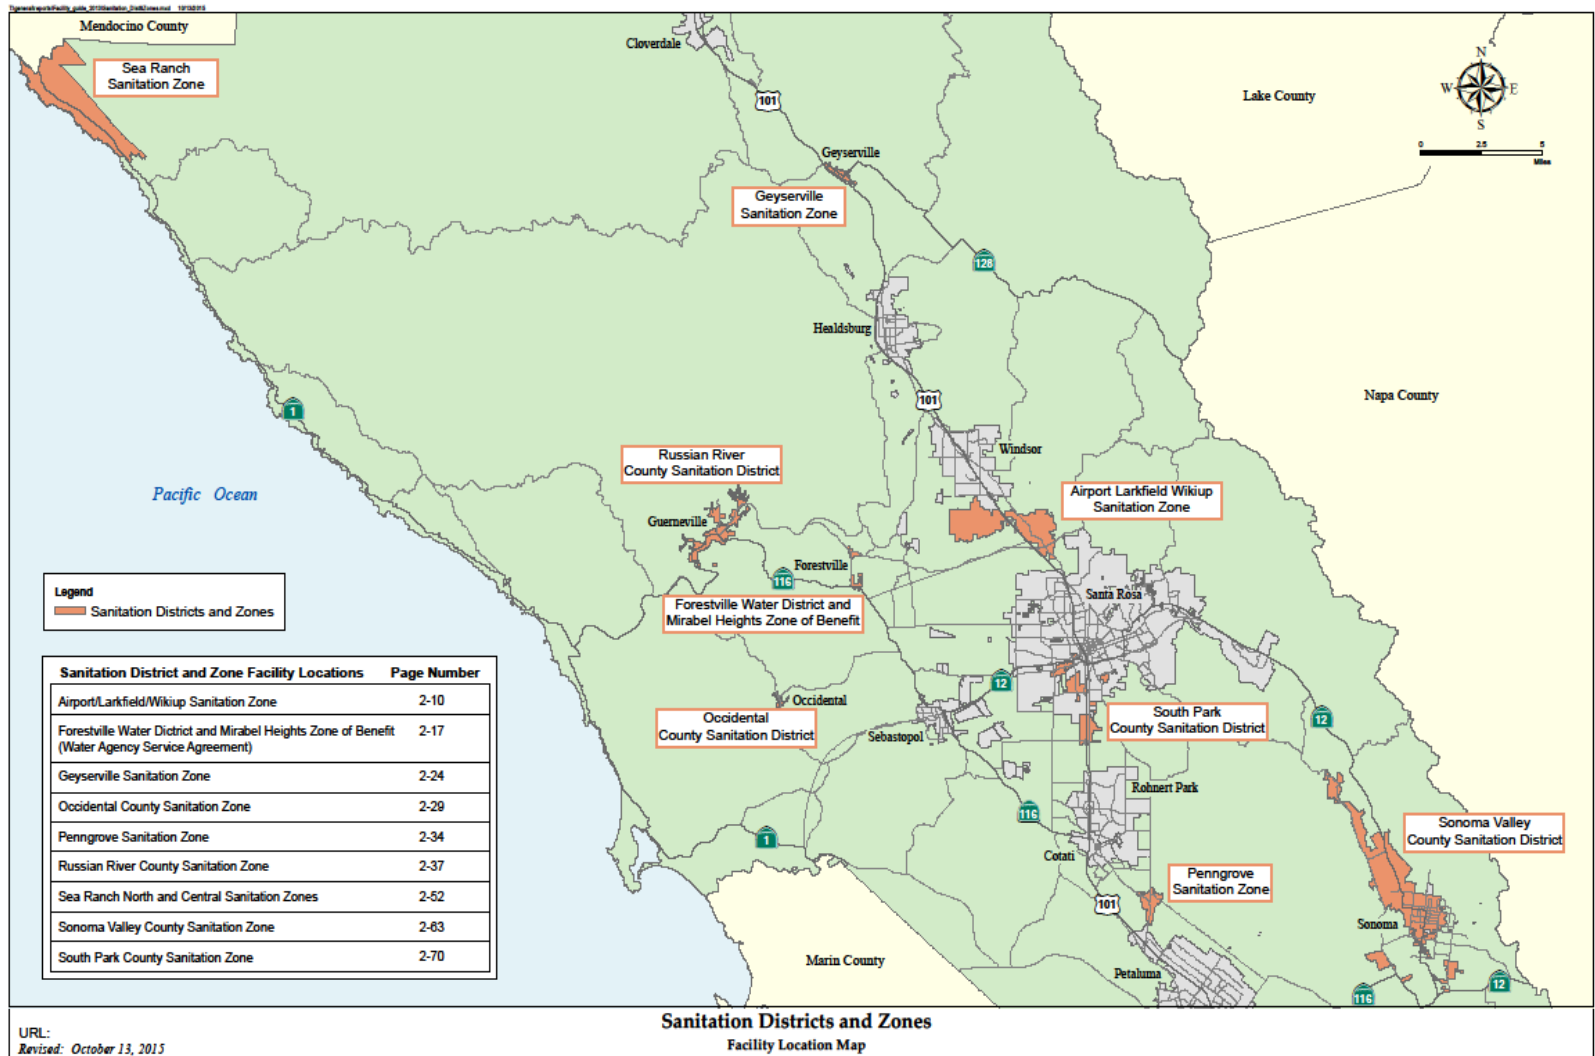 Mendocino County
Cloverdale
Sea Ranch
Sanitation Zone
101
Lake County
N
W
E
S
0 2.5 5
Miles
Geyserville
Geyserville
Sanitation Zone
128
Healdsburg
1
101
Napa County
Russian River
County Sanitation District
Windsor
Pacific Ocean
Airport Larkfield Wikiup
Sanitation Zone
Guerneville
Forestville
116
Santa Rosa
Forestville Water District and
Mirabel Heights Zone of Benefit
Legend
Sanitation Districts and Zones
12
Occidental
Occidental
County Sanitation District
Sebastopol
South Park
County Sanitation District
12
Rohnert Park
116
1
Cotati
Sonoma Valley
County Sanitation District
Penngrove
Sanitation Zone
101
Sonoma
Marin County
Petaluma
116
12
Sanitation District and Zone Facility Locations Page Number
Airport/Larkfield/Wikiup Sanitation Zone 2-10
Forestville Water District and Mirabel Heights Zone of Benefit 2-17
(Water Agency Service Agreement)
Geyserville Sanitation Zone 2-24
Occidental County Sanitation Zone 2-29
Penngrove Sanitation Zone 2-34
Russian River County Sanitation Zone 2-37
Sea Ranch North and Central Sanitation Zones 2-52
Sonoma Valley County Sanitation Zone 2-63
South Park County Sanitation Zone 2-70
Sanitation Districts and Zones
Facility Location Map
URL:
Revised: October 13, 2015